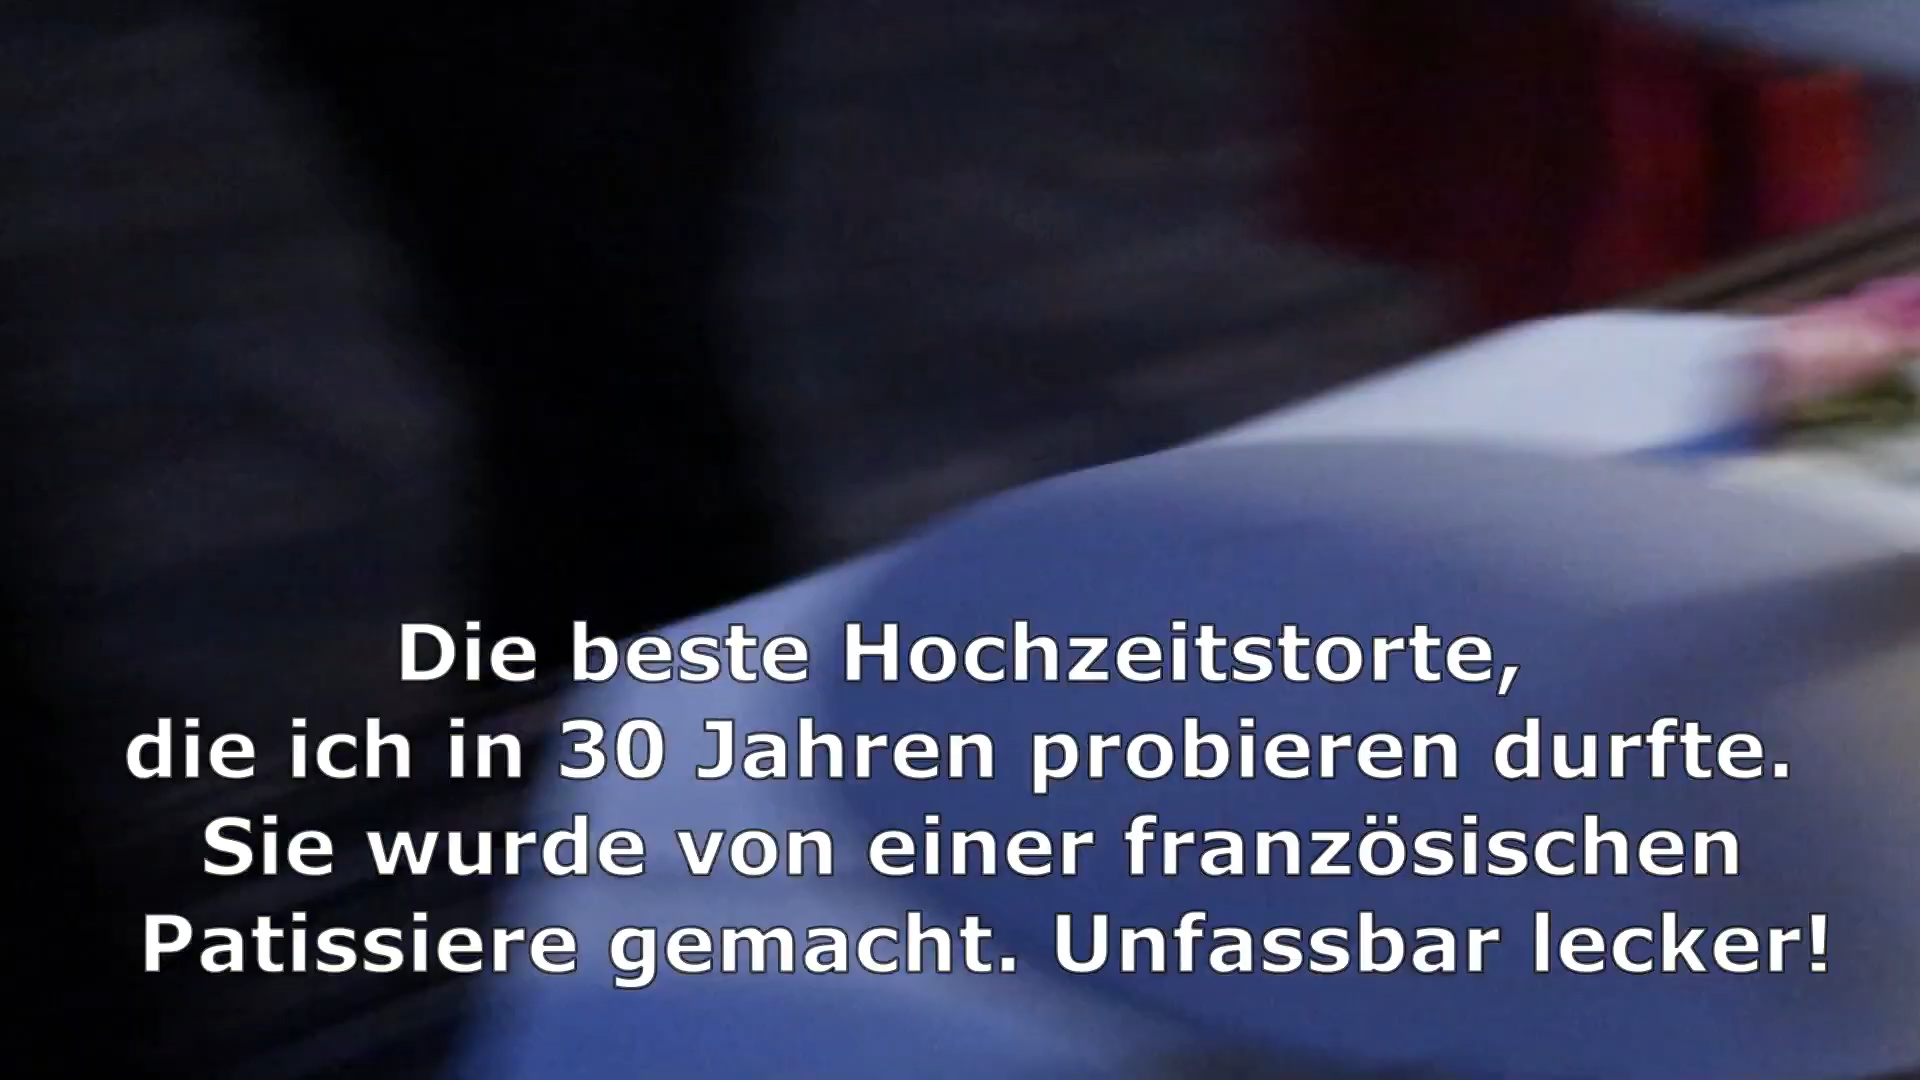 Die beste Hochzeitstorte,
die ich in 30 Jahren probieren durfte.
Sie wurde von einer französischen
Patissiere gemacht. Unfassbar lecker!